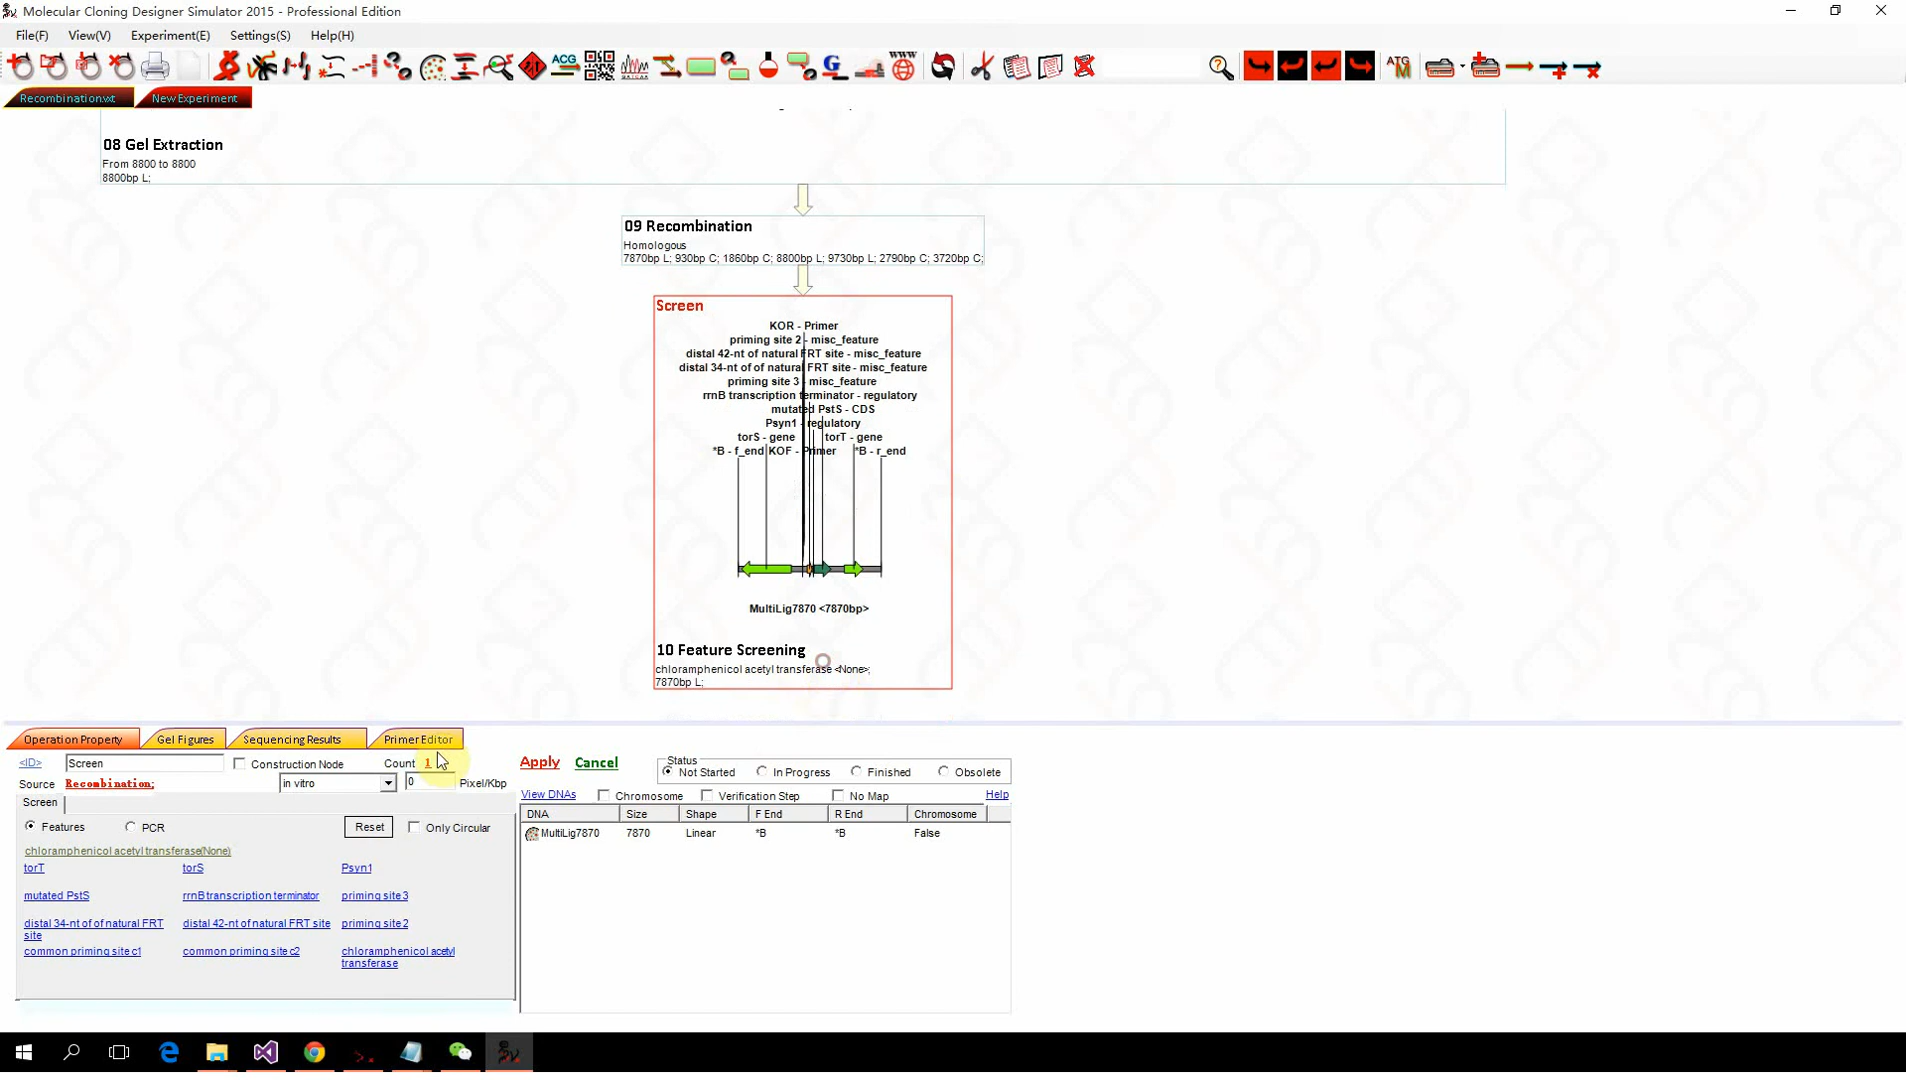 Molecular Cloning Designer Simulator 2015 - Professional Edition
File(F) View(V) Experiment(E) Settings(S) Help(H)
ACG G WWW ATG M
Recombination.wt New Experiment
08 Gel Extraction
From 8800 to 8800
8800bp L;
09 Recombination
Homologous
7870bp L; 930bp C; 1860bp C; 8800bp L; 9730bp L; 2790bp C; 3720bp C;
Screen
KOR - Primer
priming site 2 - misc_feature
distal 42-nt of natural FRT site - misc_feature
distal 34-nt of of natural FRT site - misc_feature
priming site 3 - misc_feature
rrnB transcription terminator - regulatory
mutated PstS - CDS
Psyn1 - regulatory
torS - gene torT - gene
*B - f_end KOF - Primer *B - r_end
MultiLig7870 <7870bp>
10 Feature Screening
chloramphenicol acetyl transferase <None>;
7870bp L;
Operation Property Gel Figures Sequencing Results Primer Editor
<ID> Screen Construction Node Count 1
Source Recombination; in vitro 0 Pixel/Kbp
Screen
Features PCR Reset Only Circular
chloramphenicol acetyl transferase(None)
torT torS Psyn1
mutated PstS rrnB transcription terminator priming site 3
distal 34-nt of of natural FRT site distal 42-nt of natural FRT site priming site 2
common priming site c1 common priming site c2 chloramphenicol acetyl transferase
Apply Cancel Status Not Started In Progress Finished Obsolete
View DNAs Chromosome Verification Step No Map Help
DNA Size Shape F End R End Chromosome
MultiLig7870 7870 Linear *B *B False